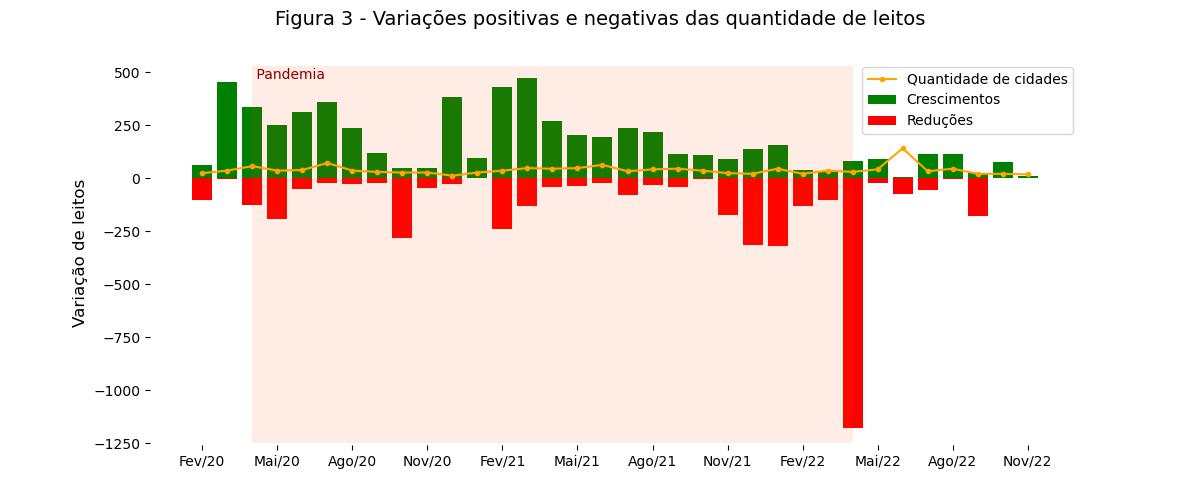 Figura 3 - Variações positivas e negativas das quantidade de leitos
Pandemia
Quantidade de cidades
Crescimentos
Reduções
Variação de leitos
500
250
0
−250
−500
−750
−1000
−1250
Fev/20 Mai/20 Ago/20 Nov/20 Fev/21 Mai/21 Ago/21 Nov/21 Fev/22 Mai/22 Ago/22 Nov/22